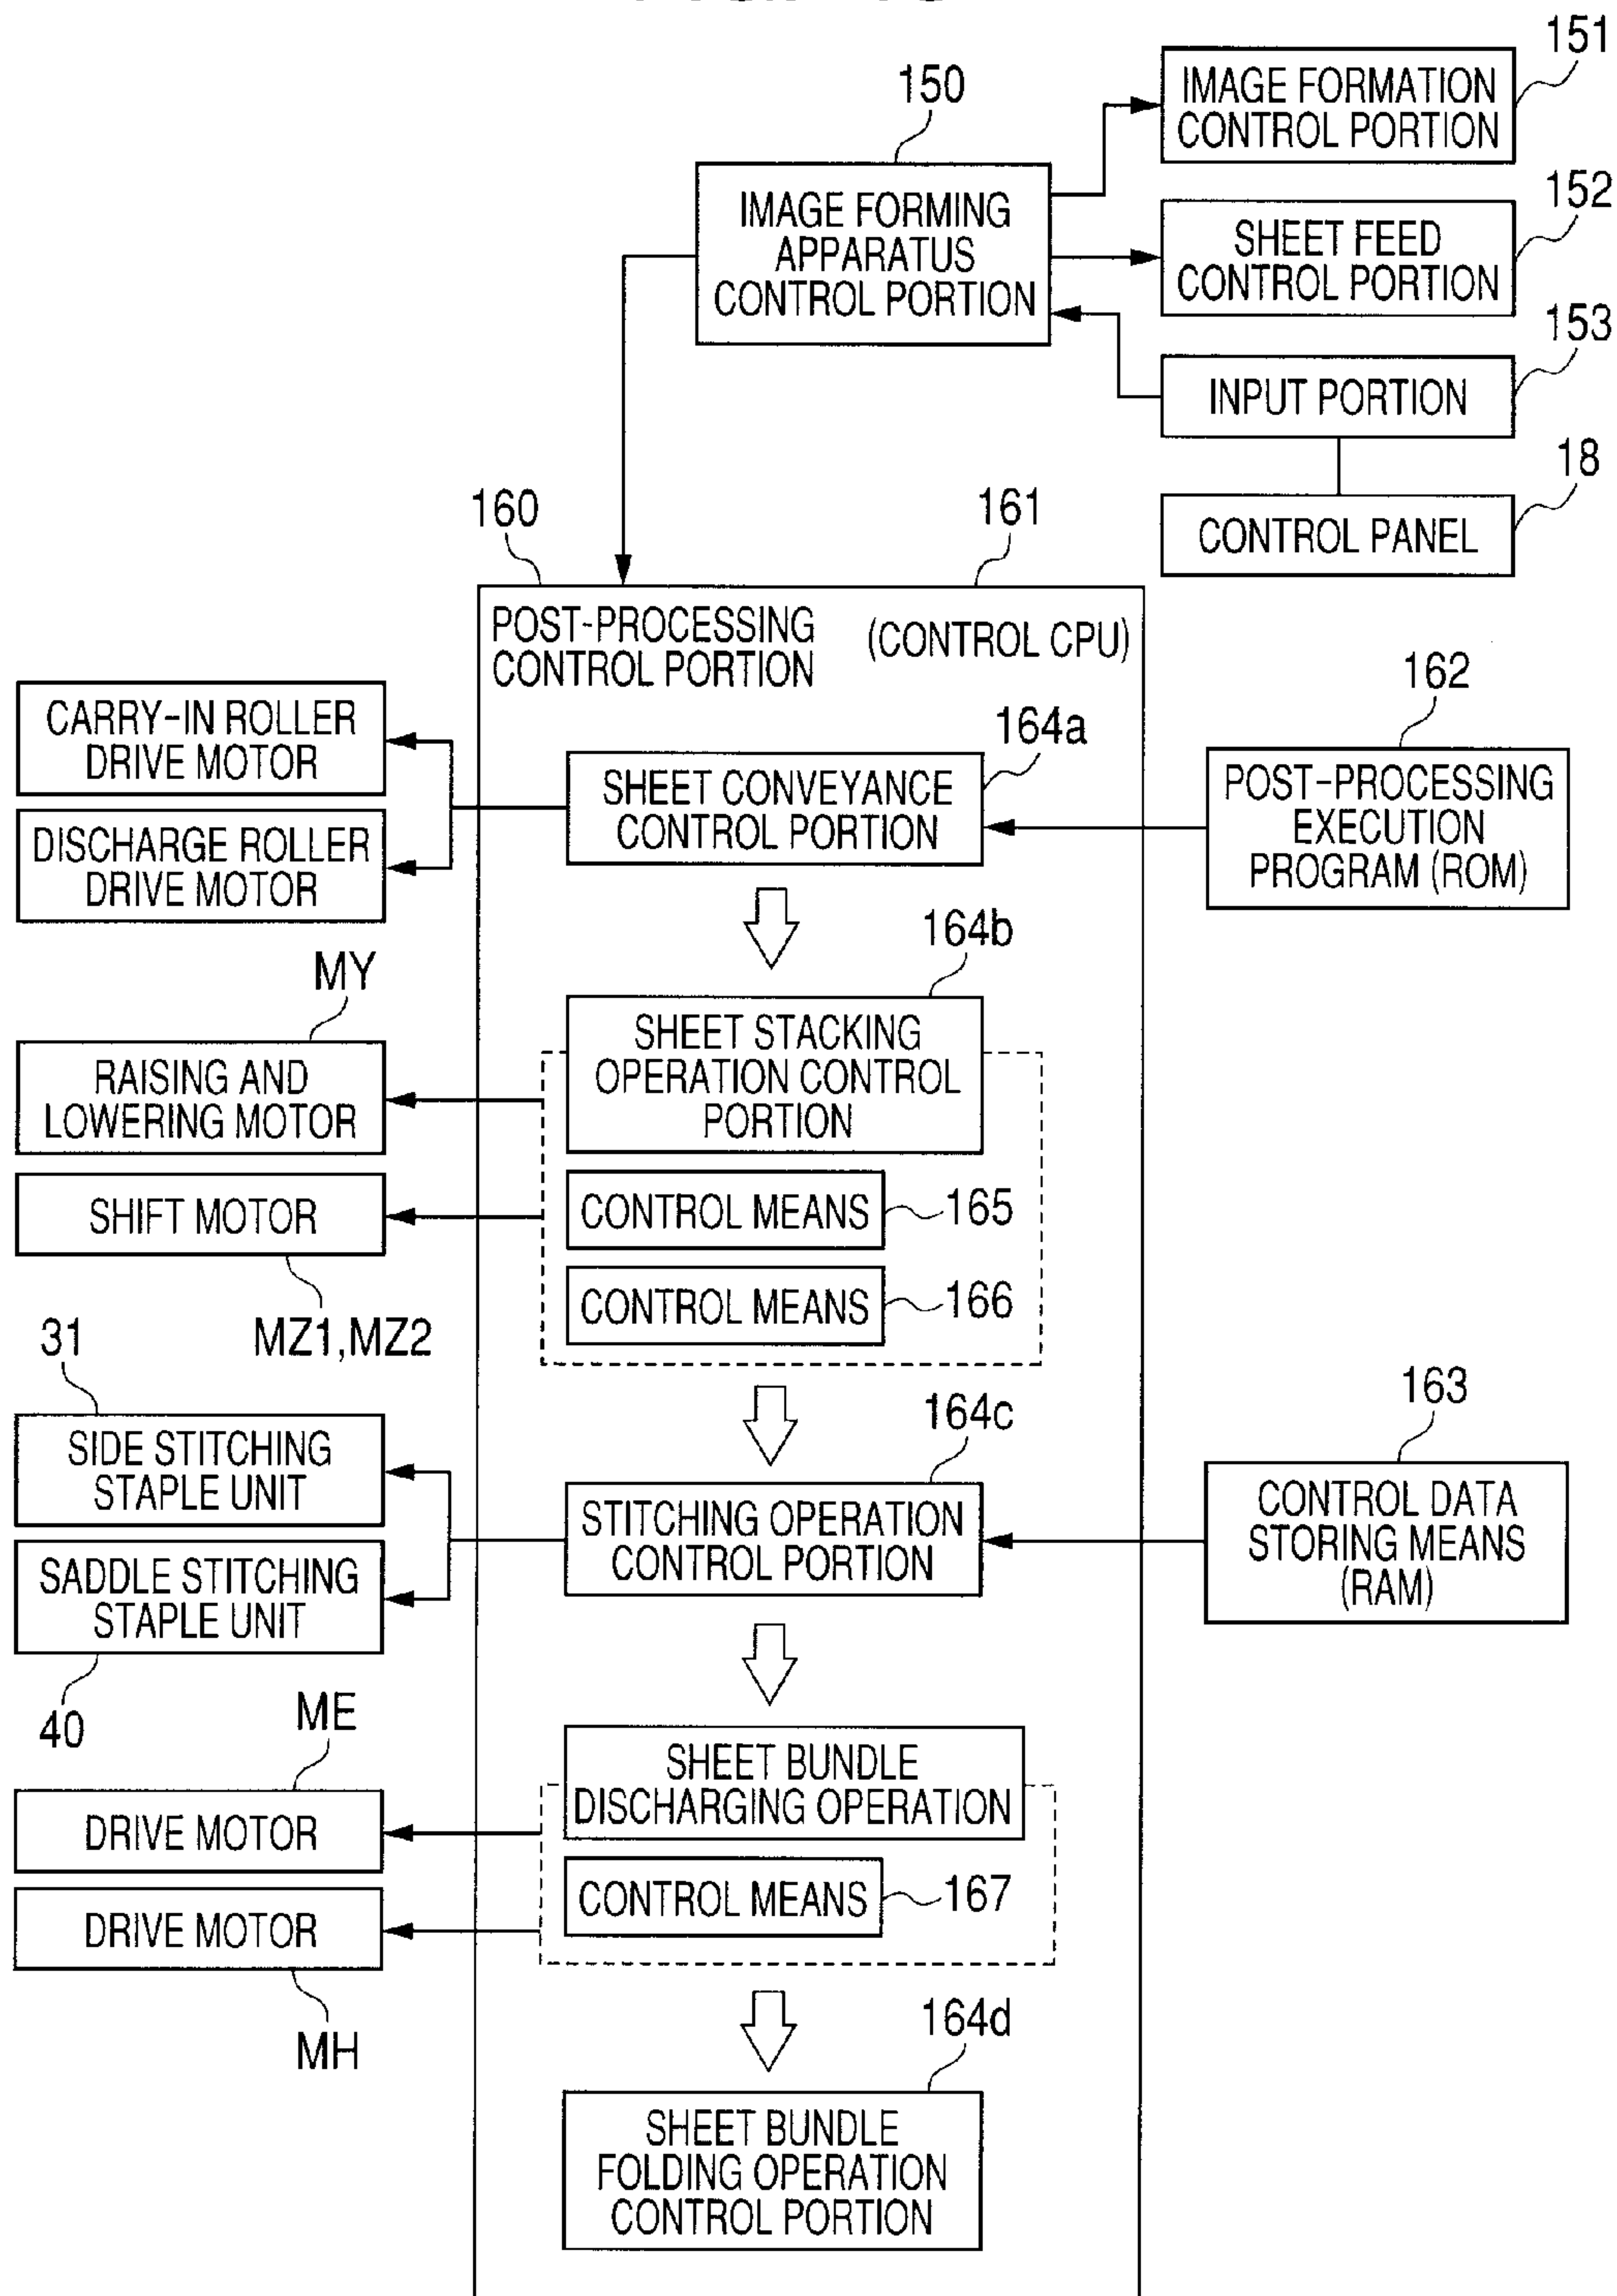 151
150
IMAGE FORMATION
CONTROL PORTION
152
IMAGE FORMING
APPARATUS
CONTROL PORTION
SHEET FEED
CONTROL PORTION
153
INPUT PORTION
18
160
161
CONTROL PANEL
POST-PROCESSING
CONTROL PORTION
(CONTROL CPU)
162
CARRY-IN ROLLER
DRIVE MOTOR
164a
SHEET CONVEYANCE
CONTROL PORTION
POST-PROCESSING
EXECUTION
PROGRAM (ROM)
DISCHARGE ROLLER
DRIVE MOTOR
164b
MY
SHEET STACKING
OPERATION CONTROL
PORTION
RAISING AND
LOWERING MOTOR
SHIFT MOTOR
CONTROL MEANS
165
CONTROL MEANS
166
MZ1,MZ2
31
163
164c
SIDE STITCHING
STAPLE UNIT
STITCHING OPERATION
CONTROL PORTION
CONTROL DATA
STORING MEANS
(RAM)
SADDLE STITCHING
STAPLE UNIT
40
ME
SHEET BUNDLE
DISCHARGING OPERATION
DRIVE MOTOR
CONTROL MEANS
167
DRIVE MOTOR
MH
164d
SHEET BUNDLE
FOLDING OPERATION
CONTROL PORTION